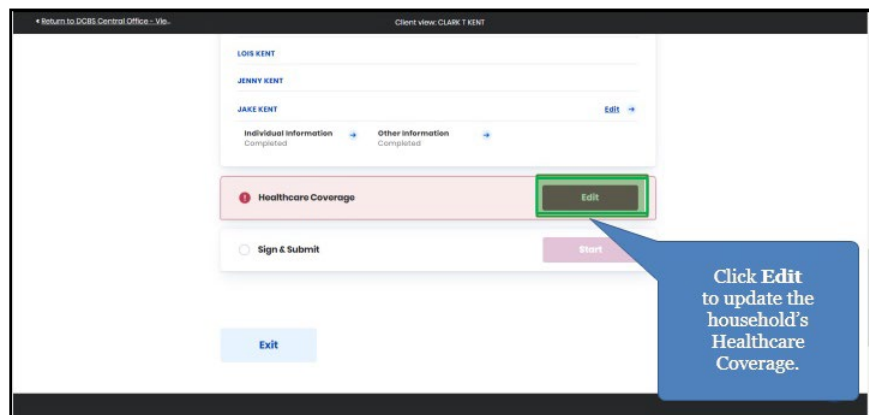 < Return to DCBS Central Office - Vie..
Client view: CLARK T KENT
LOIS KENT
JENNY KENT
JAKE KENT
Edit →
Individual Information → Other Information →
Completed Completed
! Healthcare Coverage
Edit
Sign & Submit
Start
Click Edit
to update the
household’s
Healthcare
Coverage.
Exit